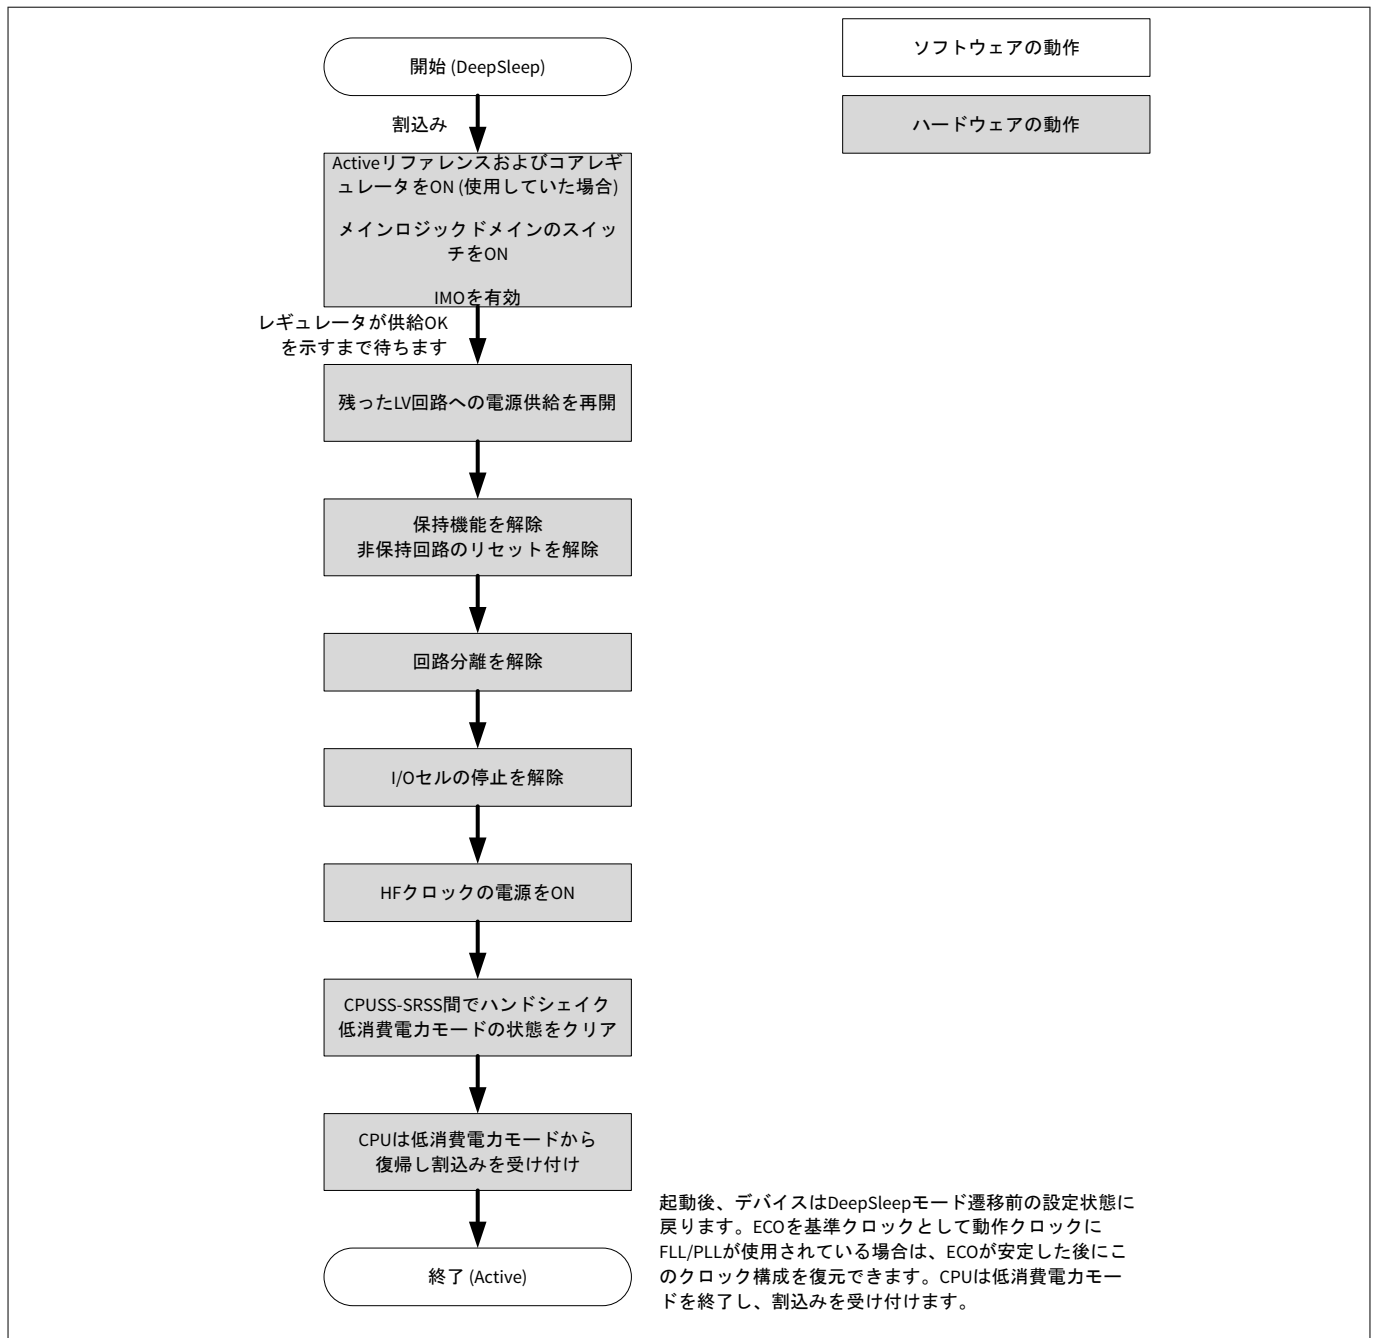 開始 (DeepSleep)
ソフトウェアの動作
ハードウェアの動作
割込み
Activeリファレンスおよびコアレギ
ュレータをON (使用していた場合)
メインロジックドメインのスイッ
チをON
IMOを有効
レギュレータが供給OK
を示すまで待ちます
残ったLV回路への電源供給を再開
保持機能を解除
非保持回路のリセットを解除
回路分離を解除
I/Oセルの停止を解除
HFクロックの電源をON
CPUSS-SRSS間でハンドシェイク
低消費電力モードの状態をクリア
CPUは低消費電力モードから
復帰し割込みを受け付け
終了 (Active)
起動後、デバイスはDeepSleepモード遷移前の設定状態に
戻ります。ECOを基準クロックとして動作クロックに
FLL/PLLが使用されている場合は、ECOが安定した後にこ
のクロック構成を復元できます。CPUは低消費電力モー
ドを終了し、割込みを受け付けます。